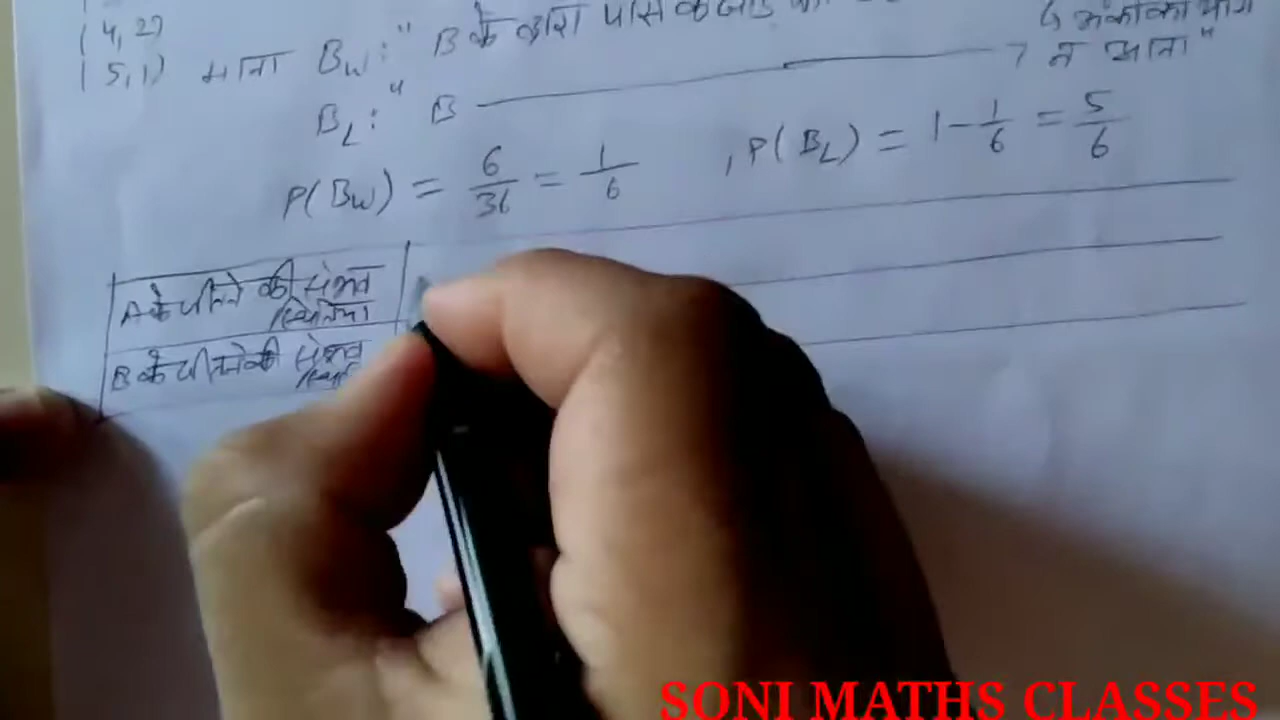 (4,2)
(5,1) माना B_W : " B के द्वारा पासे के जोड़े
B_L : " B ———— 7 न आना "
P(B_W) = 6/36 = 1/6 , P(B_L) = 1 - 1/6 = 5/6
A के जीतने की संभव स्थितियां
B के जीतने की संभव
SONI MATHS CLASSES